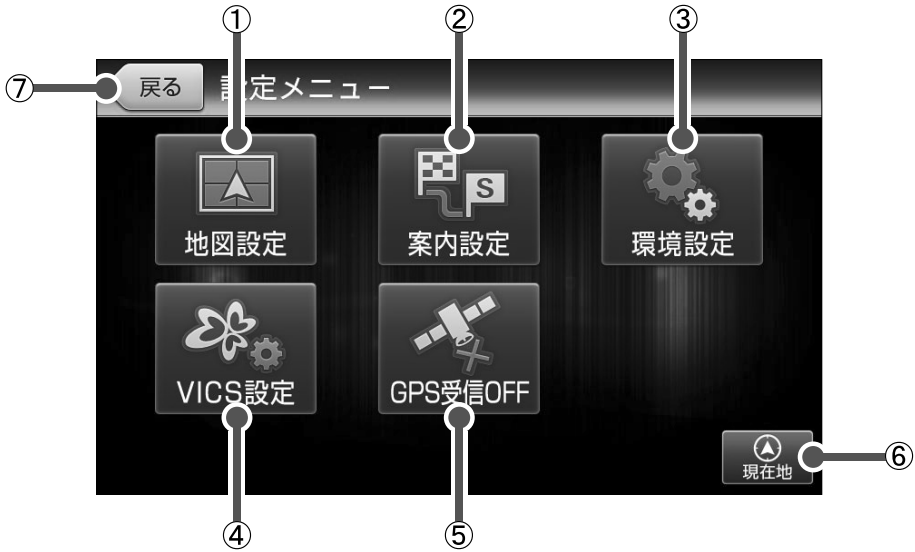 ① ② ③
⑦ 戻る 設定メニュー
S
地図設定 案内設定 環境設定
VICS設定 GPS受信OFF
現在地 ⑥
④ ⑤